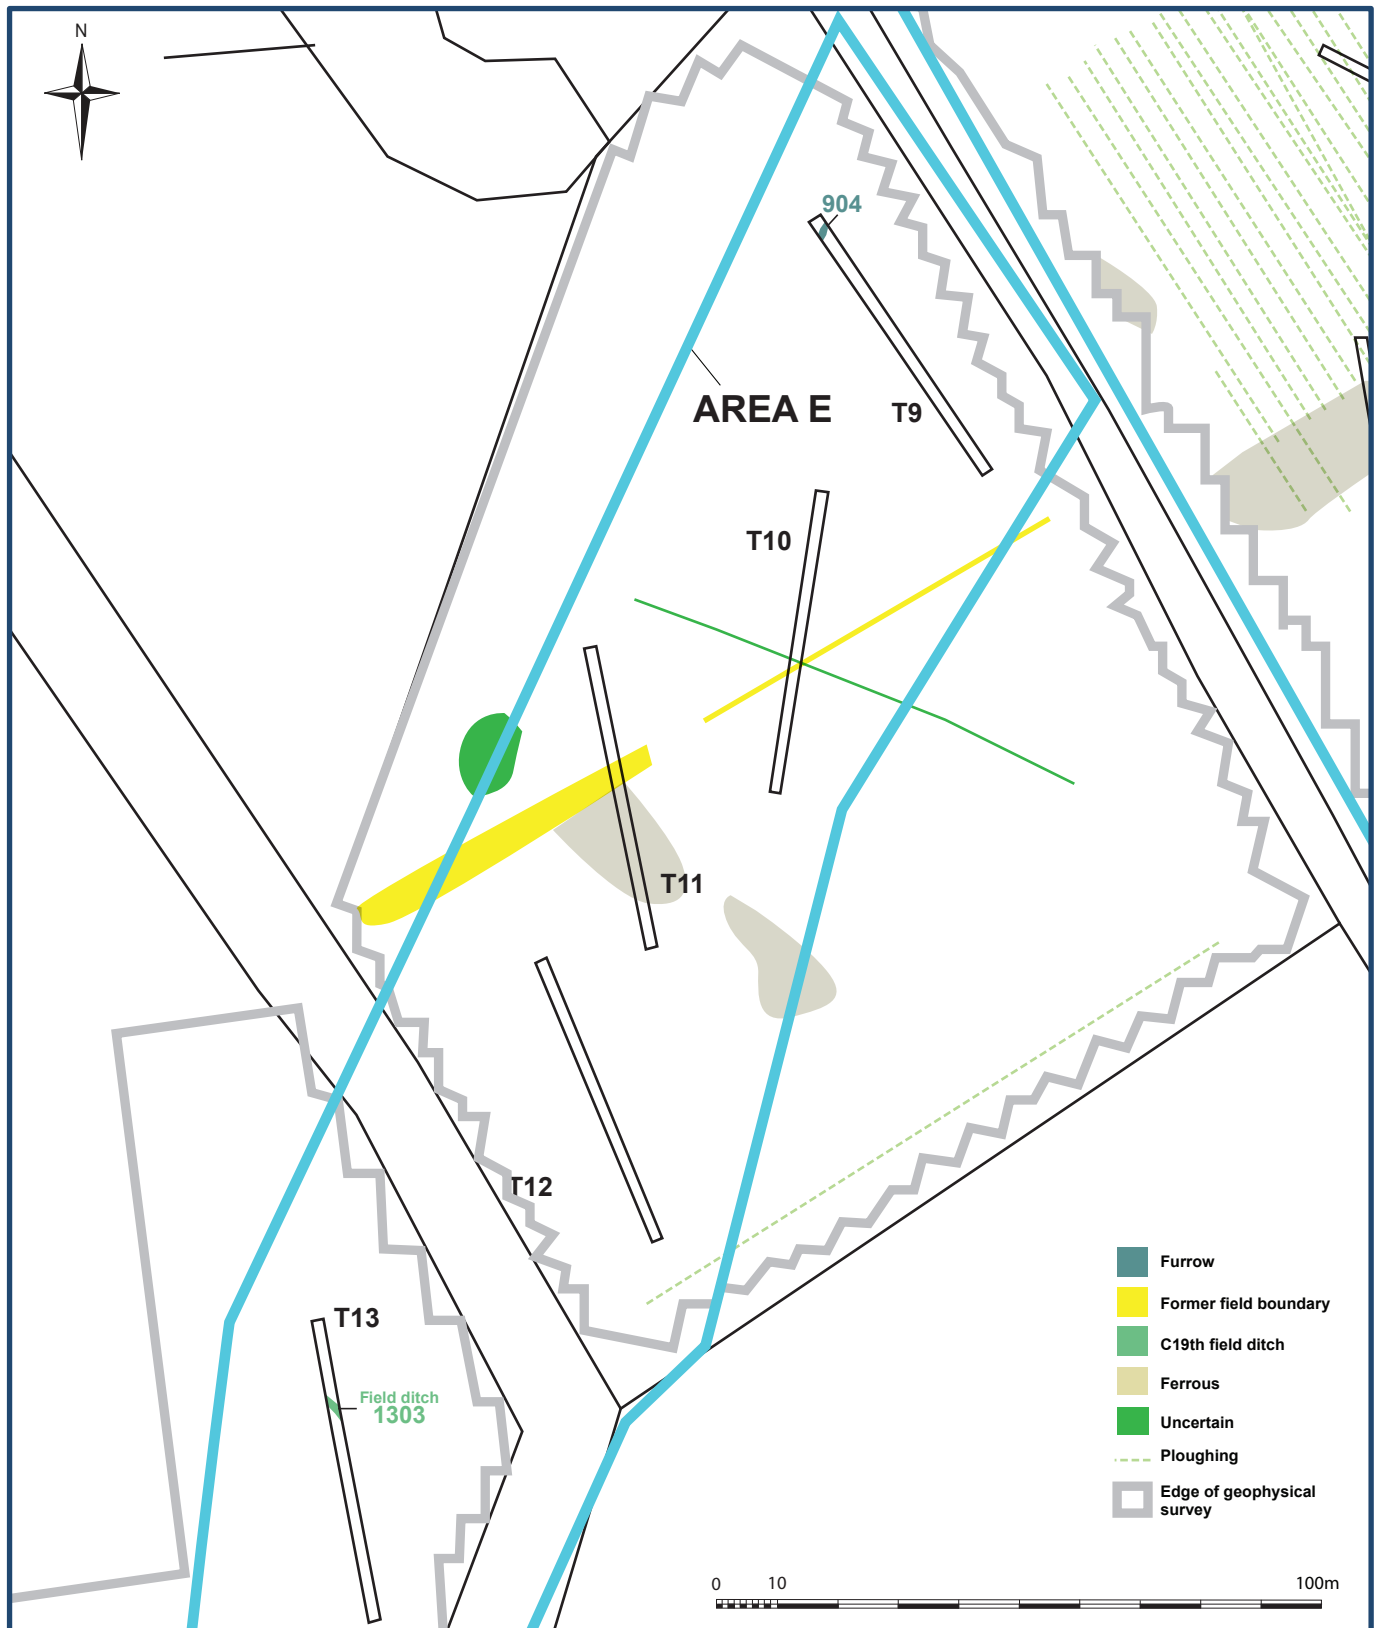 N
904
AREA E
T9
T10
T11
T12
T13
Field ditch
1303
Furrow
Former field boundary
C19th field ditch
Ferrous
Uncertain
Ploughing
Edge of geophysical
survey
0 10 100m